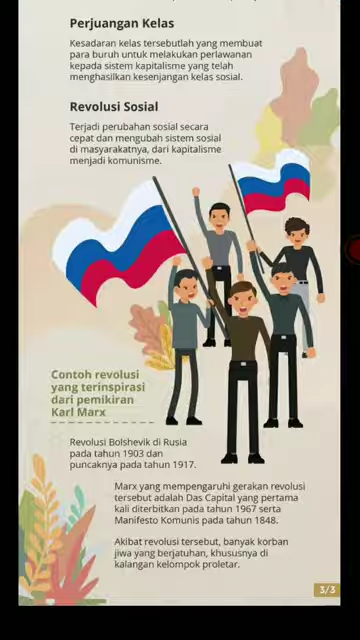 Perjuangan Kelas
Kesadaran kelas tersebutlah yang membuat
para buruh untuk melakukan perlawanan
kepada sistem kapitalisme yang telah
menghasilkan kesenjangan kelas sosial.
Revolusi Sosial
Terjadi perubahan sosial secara
cepat dan mengubah sistem sosial
di masyarakatnya, dari kapitalisme
menjadi komunisme.
Contoh revolusi
yang terinspirasi
dari pemikiran
Karl Marx
Revolusi Bolshevik di Rusia
pada tahun 1903 dan
puncaknya pada tahun 1917.
Marx yang mempengaruhi gerakan revolusi
tersebut adalah Das Capital yang pertama
kali diterbitkan pada tahun 1967 serta
Manifesto Komunis pada tahun 1848.
Akibat revolusi tersebut, banyak korban
jiwa yang berjatuhan, khususnya di
kalangan kelompok proletar.
3/3